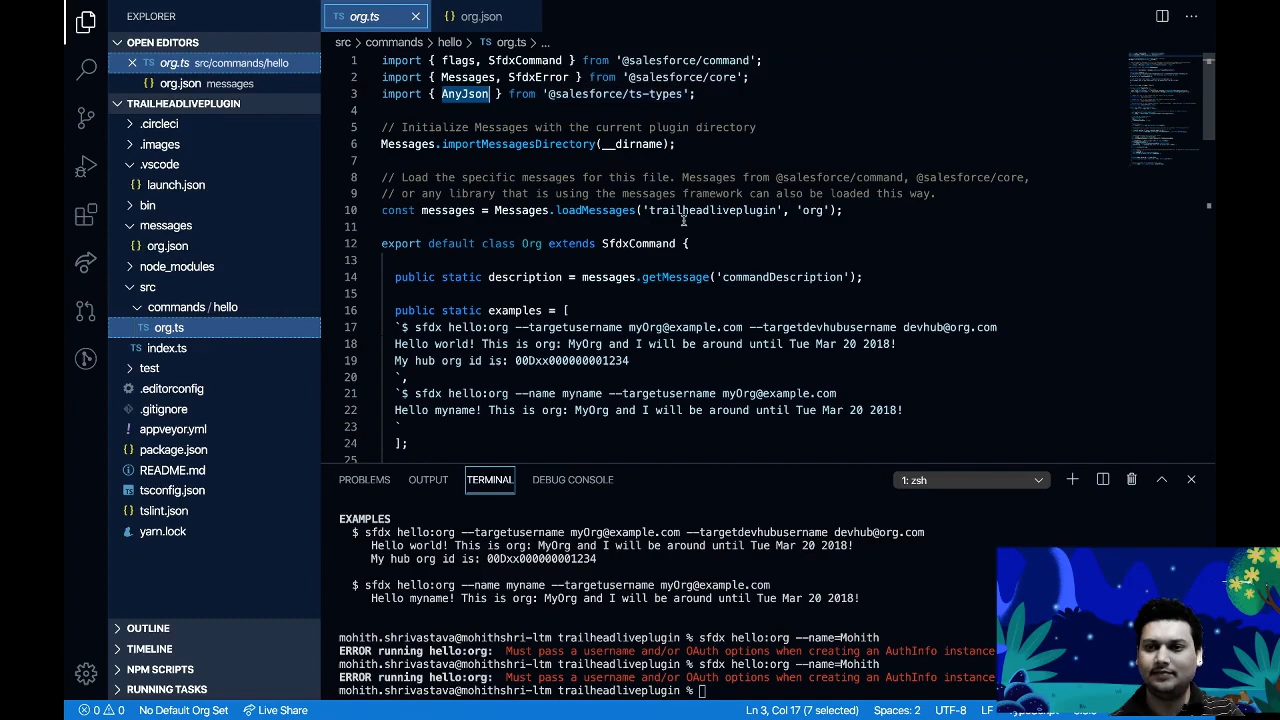 EXPLORER
OPEN EDITORS
org.ts src/commands/hello
org.json messages
TRAILHEADLIVEPLUGIN
.circleci
.images
.vscode
launch.json
bin
messages
org.json
node_modules
src
commands / hello
org.ts
index.ts
test
.editorconfig
.gitignore
appveyor.yml
package.json
README.md
tsconfig.json
tslint.json
yarn.lock
OUTLINE
TIMELINE
NPM SCRIPTS
RUNNING TASKS
TS org.ts
{} org.json
src > commands > hello > TS org.ts > ...
1 import { flags, SfdxCommand } from '@salesforce/command';
2 import { Messages, SfdxError } from '@salesforce/core';
3 import { AnyJson } from '@salesforce/ts-types';
4
5 // Initialize Messages with the current plugin directory
6 Messages.importMessagesDirectory(__dirname);
7
8 // Load the specific messages for this file. Messages from @salesforce/command, @salesforce/core,
9 // or any library that is using the messages framework can also be loaded this way.
10 const messages = Messages.loadMessages('trailheadliveplugin', 'org');
11
12 export default class Org extends SfdxCommand {
13
14 public static description = messages.getMessage('commandDescription');
15
16 public static examples = [
17 `$ sfdx hello:org --targetusername myOrg@example.com --targetdevhubusername devhub@org.com
18 Hello world! This is org: MyOrg and I will be around until Tue Mar 20 2018!
19 My hub org id is: 00Dxx000000001234
20 `,
21 `$ sfdx hello:org --name myname --targetusername myOrg@example.com
22 Hello myname! This is org: MyOrg and I will be around until Tue Mar 20 2018!
23 `
24 ];
25
PROBLEMS OUTPUT TERMINAL DEBUG CONSOLE 1: zsh
EXAMPLES
$ sfdx hello:org --targetusername myOrg@example.com --targetdevhubusername devhub@org.com
Hello world! This is org: MyOrg and I will be around until Tue Mar 20 2018!
My hub org id is: 00Dxx000000001234
$ sfdx hello:org --name myname --targetusername myOrg@example.com
Hello myname! This is org: MyOrg and I will be around until Tue Mar 20 2018!
mohith.shrivastava@mohithshri-ltm trailheadliveplugin % sfdx hello:org --name=Mohith
ERROR running hello:org: Must pass a username and/or OAuth options when creating an AuthInfo instance
mohith.shrivastava@mohithshri-ltm trailheadliveplugin % sfdx hello:org --name=Mohith
ERROR running hello:org: Must pass a username and/or OAuth options when creating an AuthInfo instance
mohith.shrivastava@mohithshri-ltm trailheadliveplugin %
0 0 No Default Org Set Live Share Ln 3, Col 17 (7 selected) Spaces: 2 UTF-8 LF